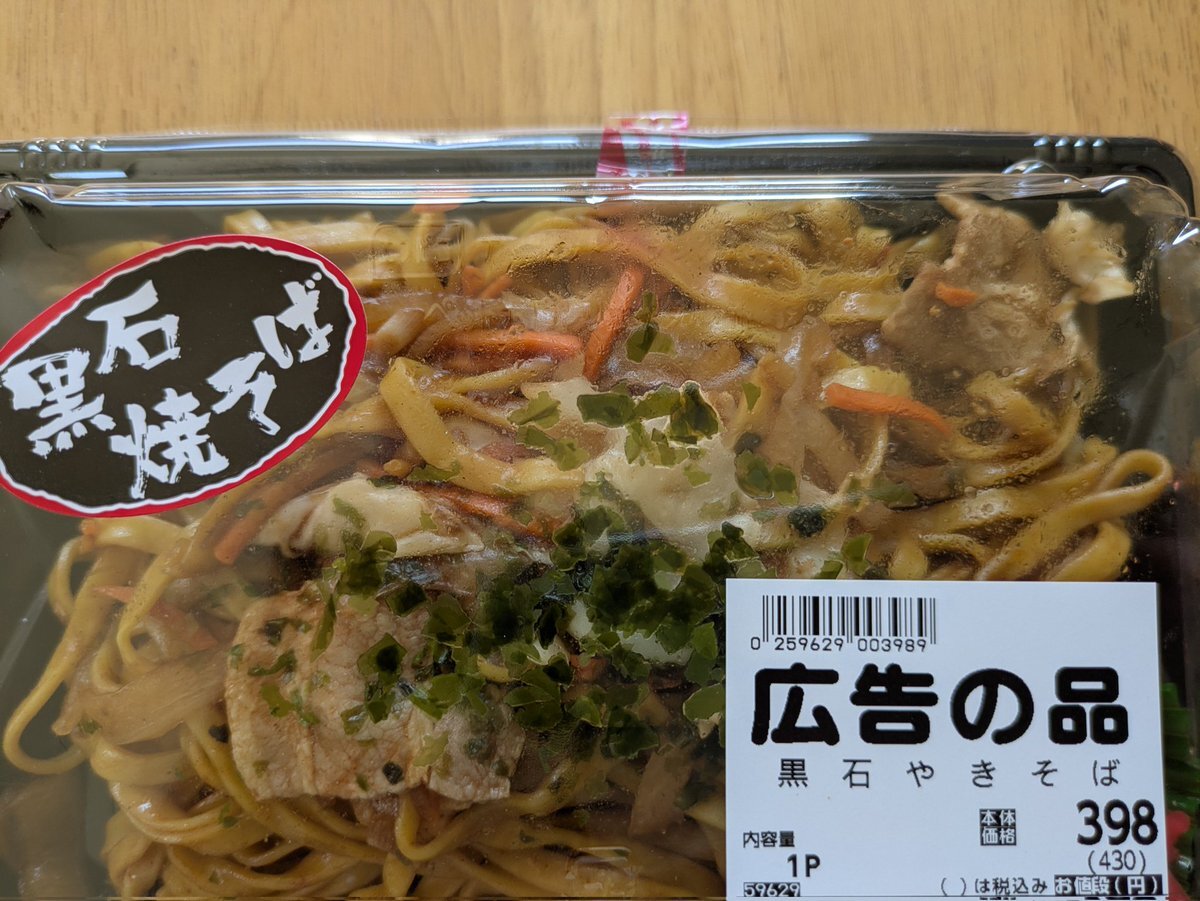 黒石
焼そば
0 259629 003989
広告の品
黒石やきそば
本体
価格
398
(430)
内容量
1P
59629
( )は税込み お値段(円)